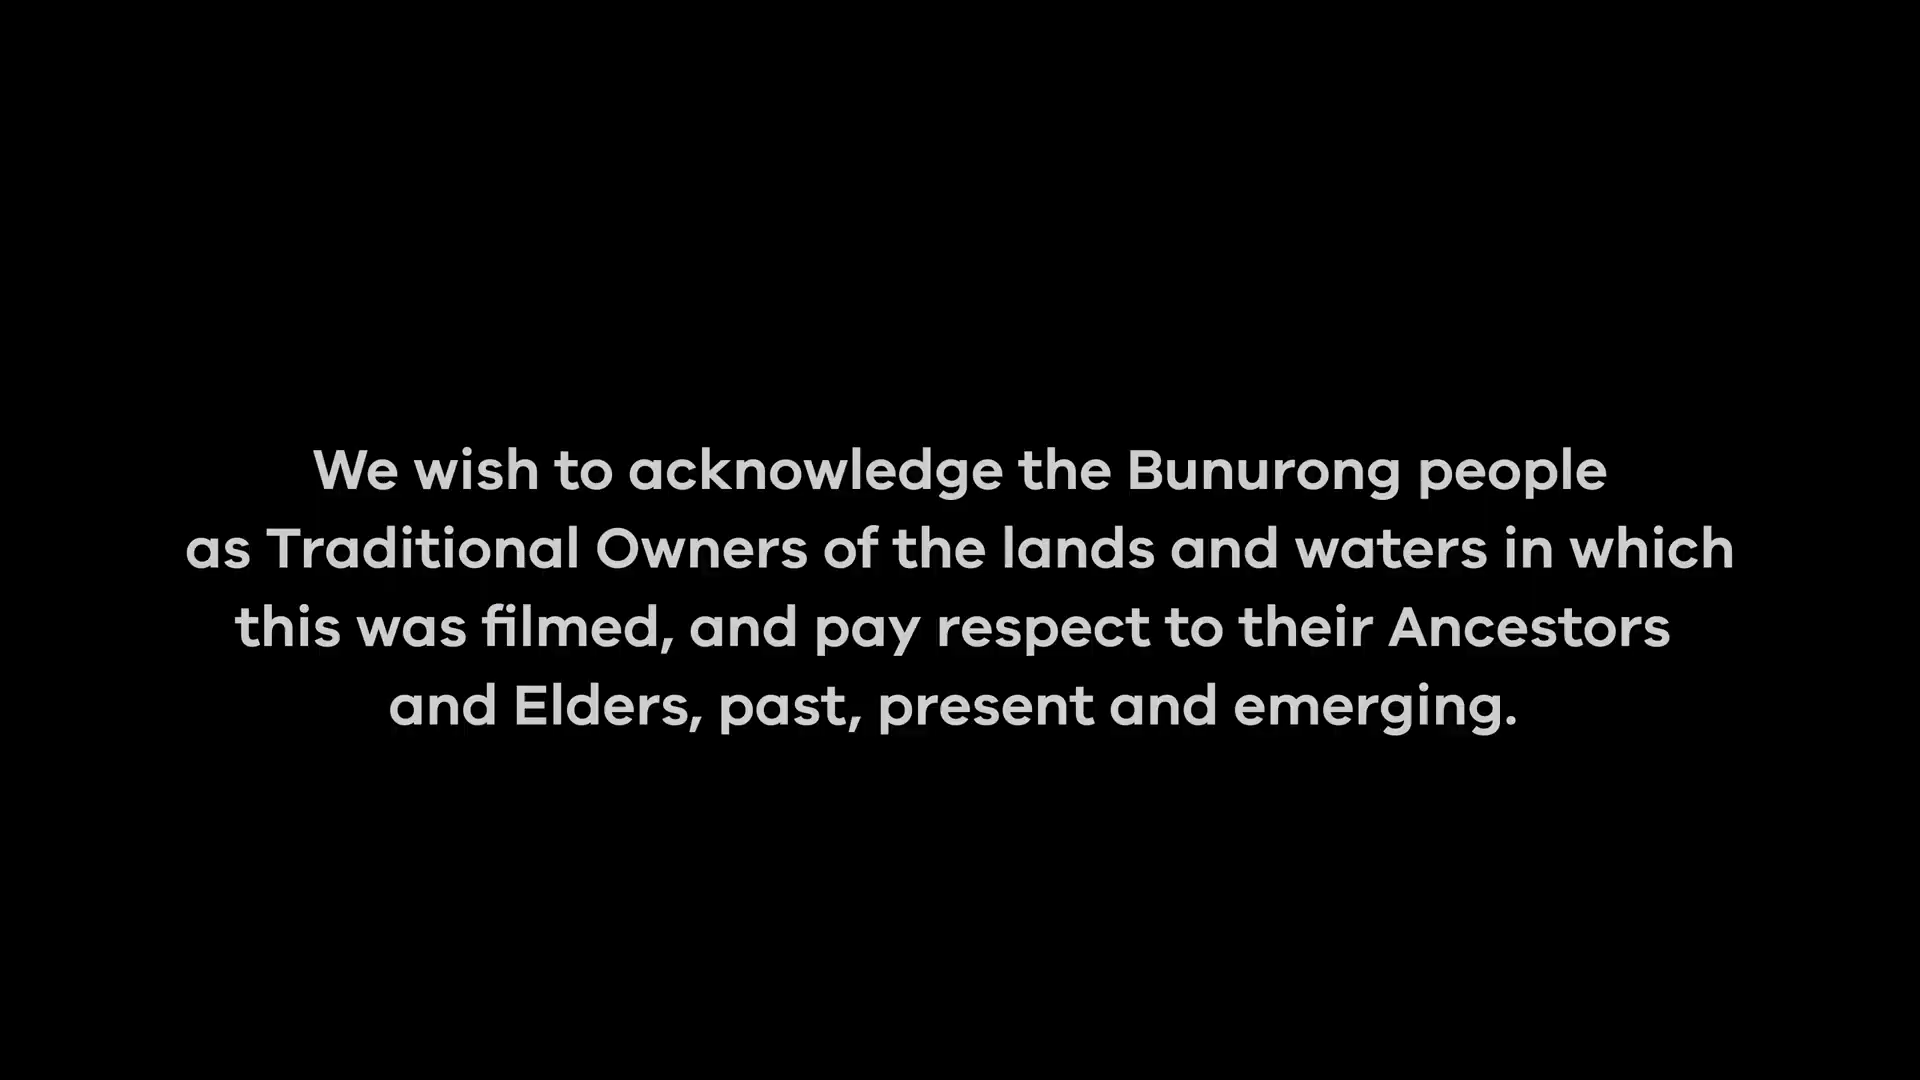 We wish to acknowledge the Bunurong people
as Traditional Owners of the lands and waters in which
this was filmed, and pay respect to their Ancestors
and Elders, past, present and emerging.